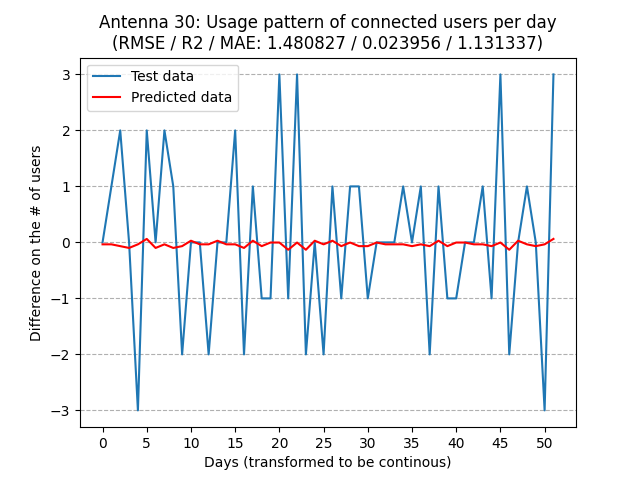 Antenna 30: Usage pattern of connected users per day
(RMSE / R2 / MAE: 1.480827 / 0.023956 / 1.131337)
Test data
Predicted data
Difference on the # of users
3
2
1
0
−1
−2
−3
0 5 10 15 20 25 30 35 40 45 50
Days (transformed to be continous)